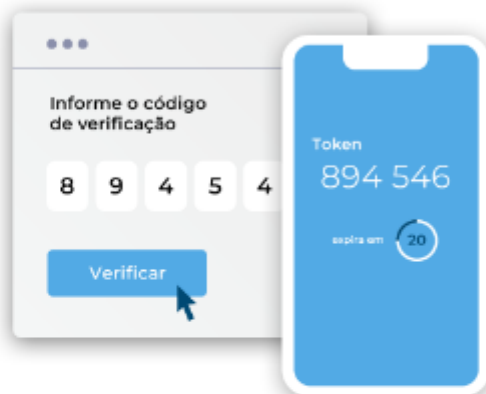 Informe o código
de verificação
8 9 4 5 4
Verificar
Token
894 546
expira em 20